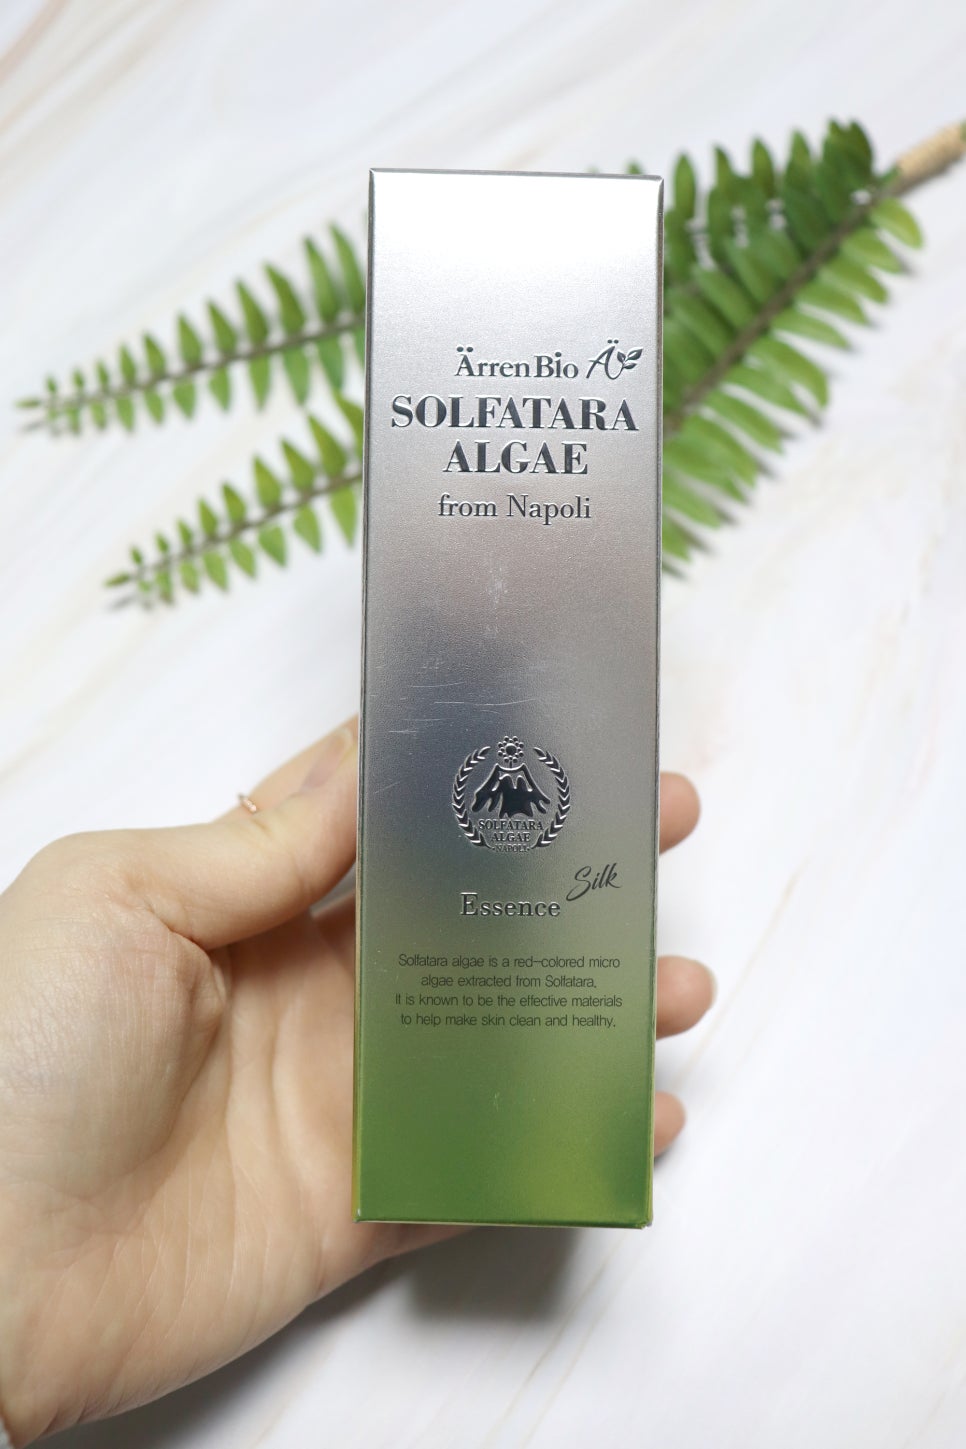 ÄrrenBio Ä
SOLFATARA
ALGAE
from Napoli
SOLFATARA
ALGAE
-NAPOLI-
Silk
Essence
Solfatara algae is a red-colored micro
algae extracted from Solfatara.
It is known to be the effective materials
to help make skin clean and healthy.